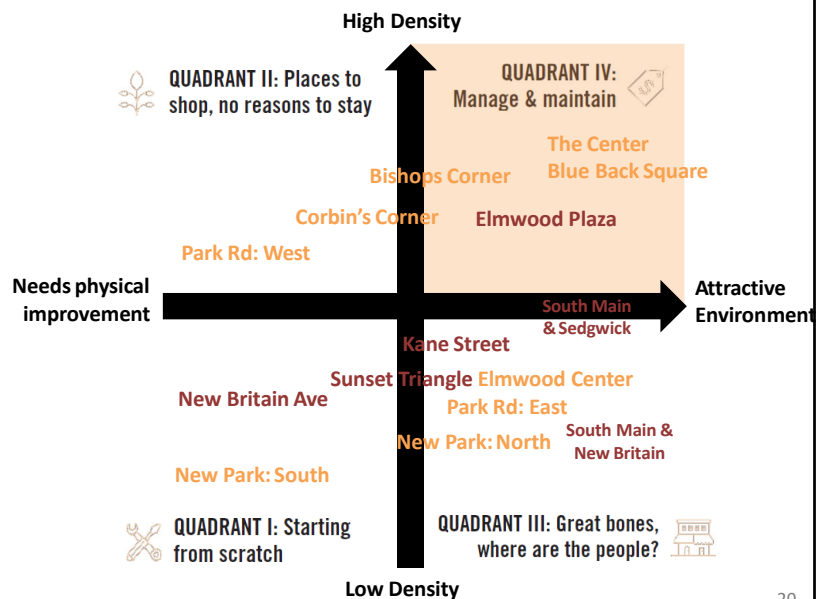 High Density
QUADRANT II: Places to
shop, no reasons to stay
QUADRANT IV:
Manage & maintain
The Center
Blue Back Square
Bishops Corner
Corbin's Corner
Elmwood Plaza
Park Rd: West
Needs physical
improvement
Attractive
Environment
South Main
& Sedgwick
Kane Street
Sunset Triangle
Elmwood Center
New Britain Ave
Park Rd: East
New Park: North
South Main &
New Britain
New Park: South
QUADRANT I: Starting
from scratch
QUADRANT III: Great bones,
where are the people?
Low Density
20